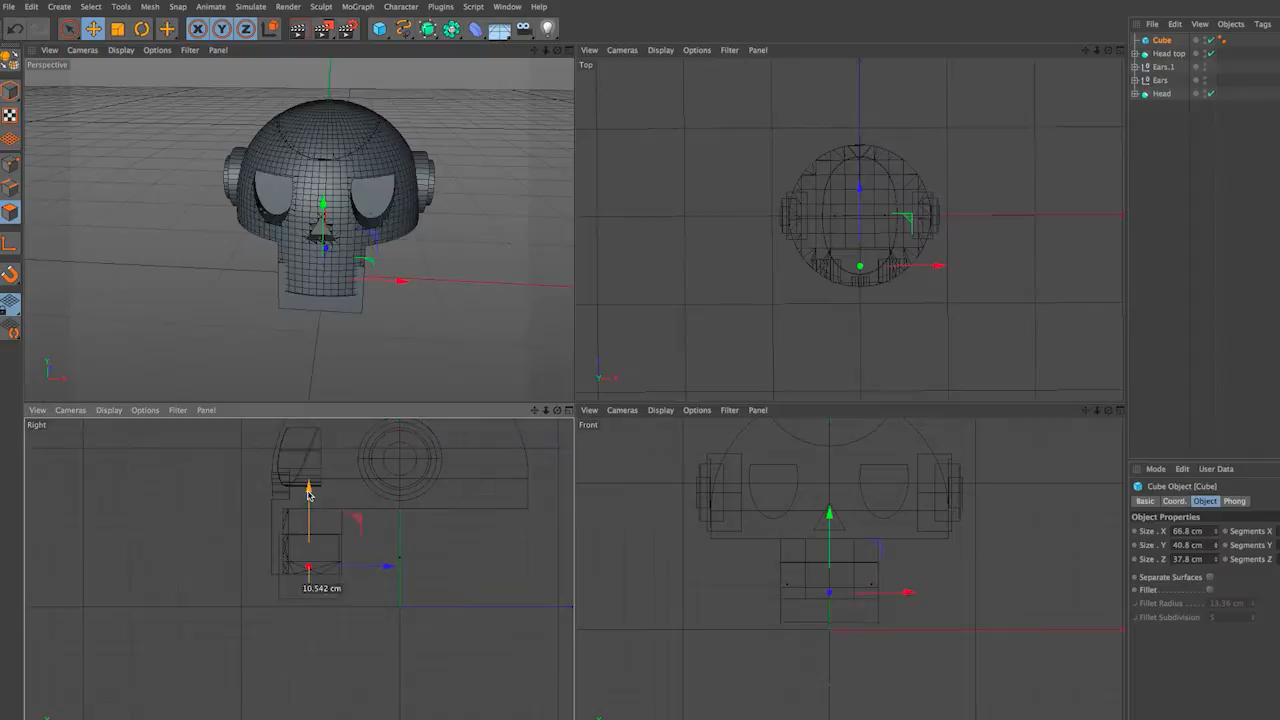 File Edit Create Select Tools Mesh Snap Animate Simulate Render Sculpt MoGraph Character Plugins Script Window Help
X Y Z
File Edit View Objects Tags
Cube
Head top
Ears.1
Ears
Head
View Cameras Display Options Filter Panel
Perspective
Y
X
View Cameras Display Options Filter Panel
Top
Y X
View Cameras Display Options Filter Panel
Right
10.542 cm
View Cameras Display Options Filter Panel
Front
Mode Edit User Data
Cube Object [Cube]
Basic Coord. Object Phong
Object Properties
Size . X 66.8 cm Segments X
Size . Y 40.8 cm Segments Y
Size . Z 37.8 cm Segments Z
Separate Surfaces
Fillet
Fillet Radius 13.36 cm
Fillet Subdivision 5